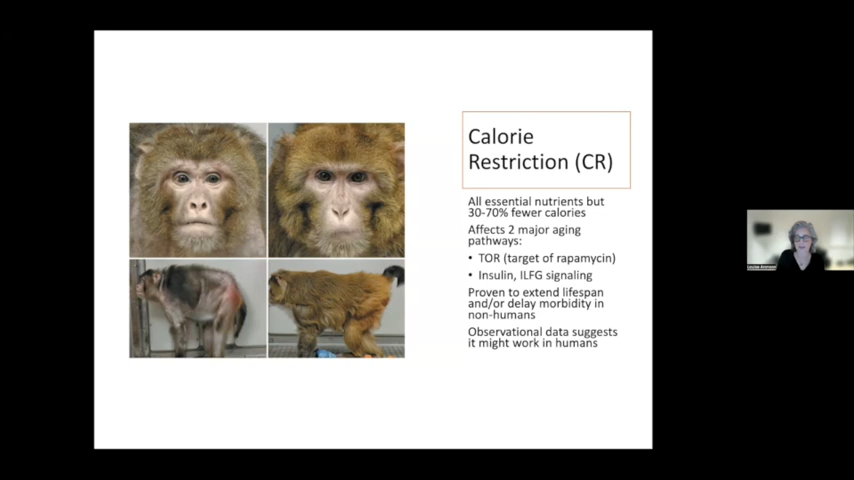 Calorie
Restriction (CR)
All essential nutrients but
30-70% fewer calories
Affects 2 major aging
pathways:
• TOR (target of rapamycin)
• Insulin, ILFG signaling
Proven to extend lifespan
and/or delay morbidity in
non-humans
Observational data suggests
it might work in humans
Louise Aronson